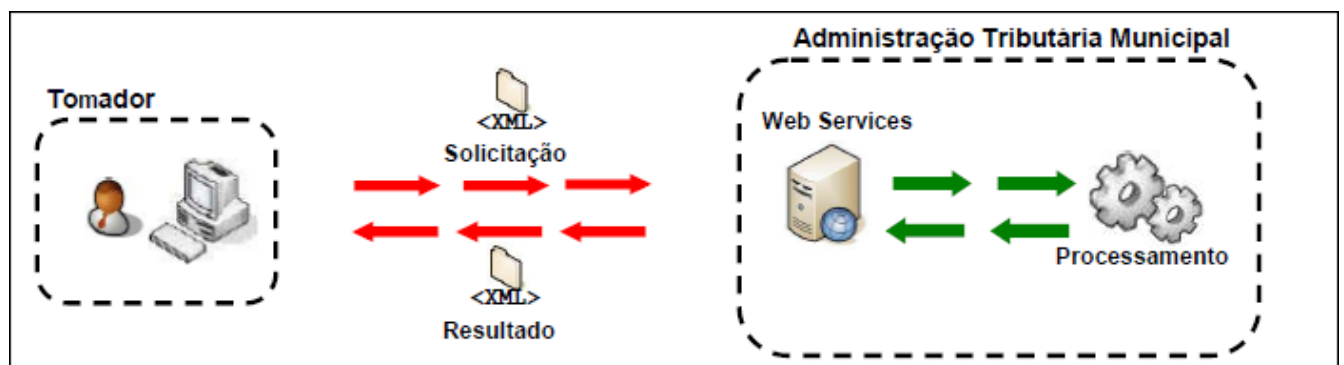 Administração Tributária Municipal
Tomador
<XML>
Solicitação
Web Services
Processamento
<XML>
Resultado